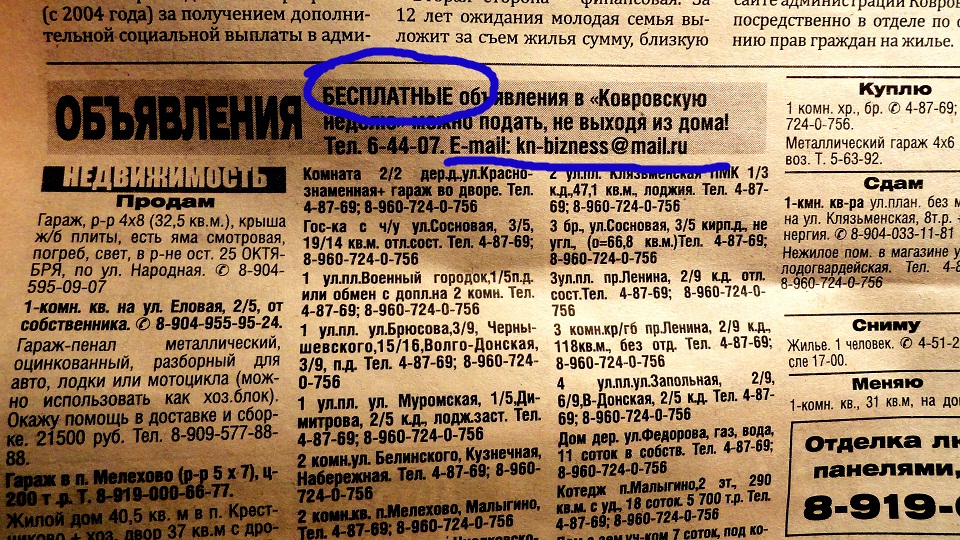 (с 2004 года) за получением дополни-
тельной социальной выплаты в адми-
12 лет ожидания молодая семья вы-
ложит за съем жилья сумму, близкую
посредственно в отделе по
нию прав граждан на жилье.
ОБЪЯВЛЕНИЯ
БЕСПЛАТНЫЕ объявления в «Ковровскую
неделю» можно подать, не выходя из дома!
Тел. 6-44-07. E-mail: kn-bizness@mail.ru
НЕДВИЖИМОСТЬ
Продам
Гараж, р-р 4х8 (32,5 кв.м.), крыша
ж/б плиты, есть яма смотровая,
погреб, свет, в р-не ост. 25 ОКТЯ-
БРЯ, по ул. Народная. ✆ 8-904-
595-09-07
1-комн. кв. на ул. Еловая, 2/5, от
собственника. ✆ 8-904-955-95-24.
Гараж-пенал металлический,
оцинкованный, разборный для
авто, лодки или мотоцикла (мож-
но использовать как хоз.блок).
Окажу помощь в доставке и сбор-
ке. 21500 руб. Тел. 8-909-577-88-
88.
Гараж в п. Мелехово (р-р 5 х 7), ц-
200 т .р. Т. 8-919-000-66-77.
Жилой дом 40,5 кв. м в п. Крест-
никово + хоз. двор 37 кв.м с дро-
Комната 2/2 дер.д,ул.Красно-
знаменная+ гараж во дворе. Тел.
4-87-69; 8-960-724-0-756
Гос-ка с ч/у ул.Сосновая, 3/5,
19/14 кв.м отл.сост. Тел. 4-87-69;
8-960-724-0-756
1 ул.пл.Военный городок,1/5п.д.
или обмен с допл.на 2 комн. Тел.
4-87-69; 8-960-724-0-756
1 ул.пл. ул.Брюсова,3/9, Черны-
шевского,15/16,Волго-Донская,
3/9, п.д. Тел. 4-87-69; 8-960-724-
0-756
1 ул.пл. ул. Муромская, 1/5,Ди-
митрова, 2/5 к.д., лодж.заст. Тел.
4-87-69; 8-960-724-0-756
2 комн.ул. Белинского, Кузнечная,
Набережная. Тел. 4-87-69; 8-960-
724-0-756
2 комн.кв. п.Мелехово, Малыгино,
2 ул.пл. Клязьменская ПМК 1/3
к.д.,47,1 кв.м., лоджия. Тел. 4-87-
69; 8-960-724-0-756
3 бр., ул.Сосновая, 3/5 кирп.д., не
угл., (о=66,8 кв.м.)Тел. 4-87-69;
8-960-724-0-756
3ул.пл. пр.Ленина, 2/9 к.д. отл.
сост.Тел. 4-87-69; 8-960-724-0-
756
3 комн.кр/гб пр.Ленина, 2/9 к.д.,
118кв.м., без отд. Тел. 4-87-69;
8-960-724-0-756
4 ул.пл.ул.Запольная, 2/9,
6/9,В-Донская, 2/5 к.д. Тел. 4-87-
69; 8-960-724-0-756
Дом дер. ул.Федорова, газ, вода,
11 соток в собств. Тел. 4-87-69;
8-960-724-0-756
Котедж п.Малыгино,2 эт., 290
кв.м. с уд., 18 соток. 5 700 т.р. Тел.
4-87-69; 8-960-724-0-756
Куплю
1 комн. хр., бр. ✆ 4-87-69;
724-0-756.
Металлический гараж 4х6
воз. Т. 5-63-92.
Сдам
1-кмн. кв-ра ул.план. без м
на ул. Клязьменская, 8т.р. +
нергия. ✆ 8-904-033-11-81
Нежилое пом. в магазине у
лодогвардейская. Тел. 4-8
8-960-724-0-756
Сниму
Жилье. 1 человек. ✆ 4-51-2
сле 17-00.
Меняю
1-комн. кв., 31 кв.м, на до
Отделка
панелями,
8-919-